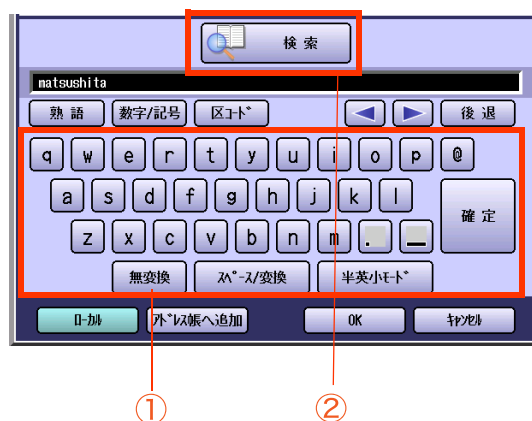 検索
matsushita
熟語 数字/記号 区コード 後退
q w e r t y u i o p @
a s d f g h j k l
確定
z x c v b n m . _
無変換 スペース/変換 半英小モード
ローカル アドレス帳へ追加 OK キャンセル
① ②